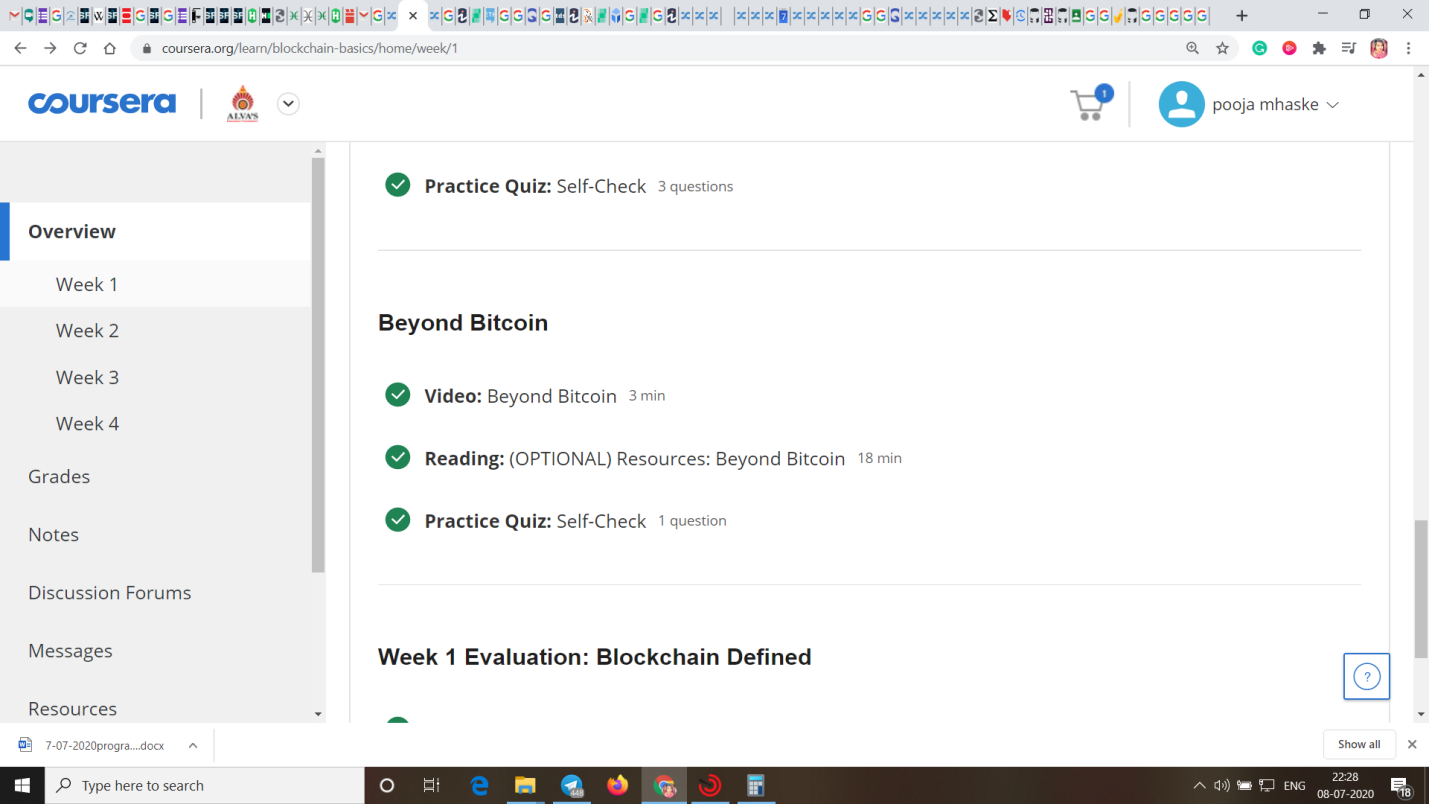 coursera.org/learn/blockchain-basics/home/week/1
coursera
ALVA'S
1
pooja mhaske
Overview
Week 1
Week 2
Week 3
Week 4
Grades
Notes
Discussion Forums
Messages
Resources
Practice Quiz: Self-Check 3 questions
Beyond Bitcoin
Video: Beyond Bitcoin 3 min
Reading: (OPTIONAL) Resources: Beyond Bitcoin 18 min
Practice Quiz: Self-Check 1 question
Week 1 Evaluation: Blockchain Defined
?
7-07-2020progra....docx
Show all
Type here to search
448
ENG
22:28
08-07-2020
18